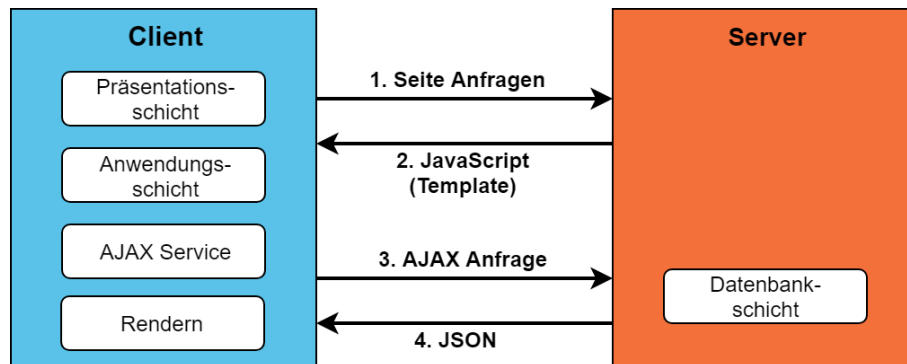 Client
Präsentations-
schicht
Anwendungs-
schicht
AJAX Service
Rendern
1. Seite Anfragen
2. JavaScript
(Template)
3. AJAX Anfrage
4. JSON
Server
Datenbank-
schicht